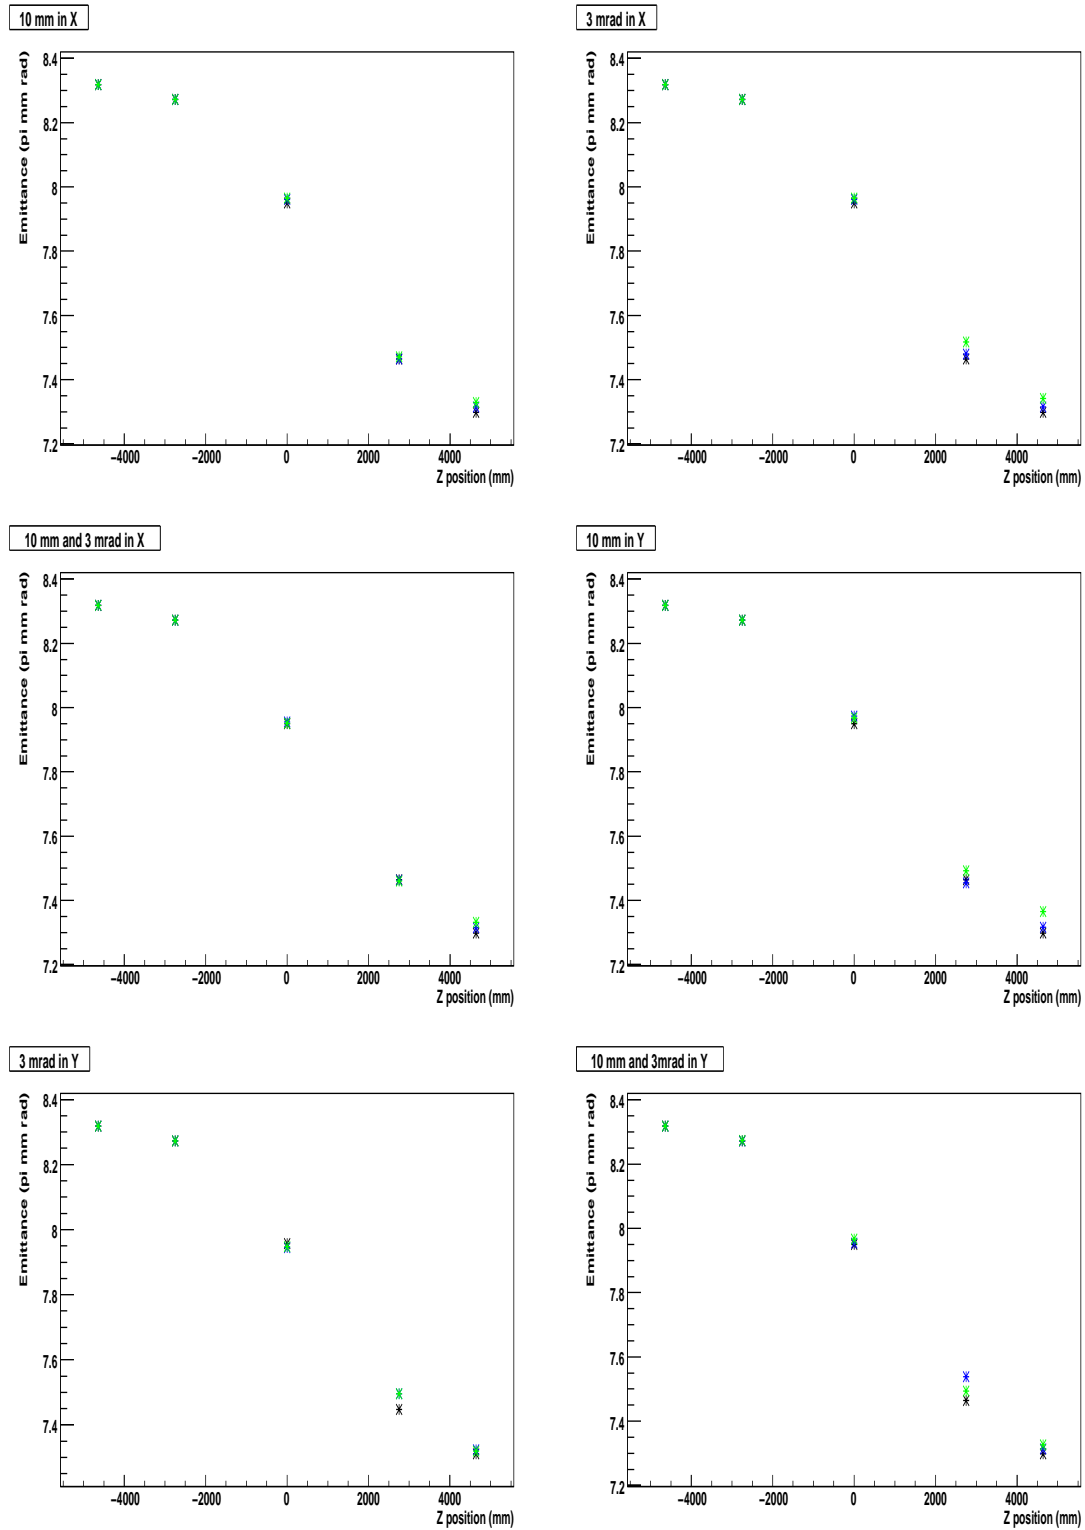 10 mm in X
Emittance (pi mm rad)
8.4
8.2
8
7.8
7.6
7.4
7.2
−4000 −2000 0 2000 4000
Z position (mm)
3 mrad in X
Emittance (pi mm rad)
8.4
8.2
8
7.8
7.6
7.4
7.2
−4000 −2000 0 2000 4000
Z position (mm)
10 mm and 3 mrad in X
Emittance (pi mm rad)
8.4
8.2
8
7.8
7.6
7.4
7.2
−4000 −2000 0 2000 4000
Z position (mm)
10 mm in Y
Emittance (pi mm rad)
8.4
8.2
8
7.8
7.6
7.4
7.2
−4000 −2000 0 2000 4000
Z position (mm)
3 mrad in Y
Emittance (pi mm rad)
8.4
8.2
8
7.8
7.6
7.4
−4000 −2000 0 2000 4000
Z position (mm)
10 mm and 3mrad in Y
Emittance (pi mm rad)
8.4
8.2
8
7.8
7.6
7.4
7.2
−4000 −2000 0 2000 4000
Z position (mm)